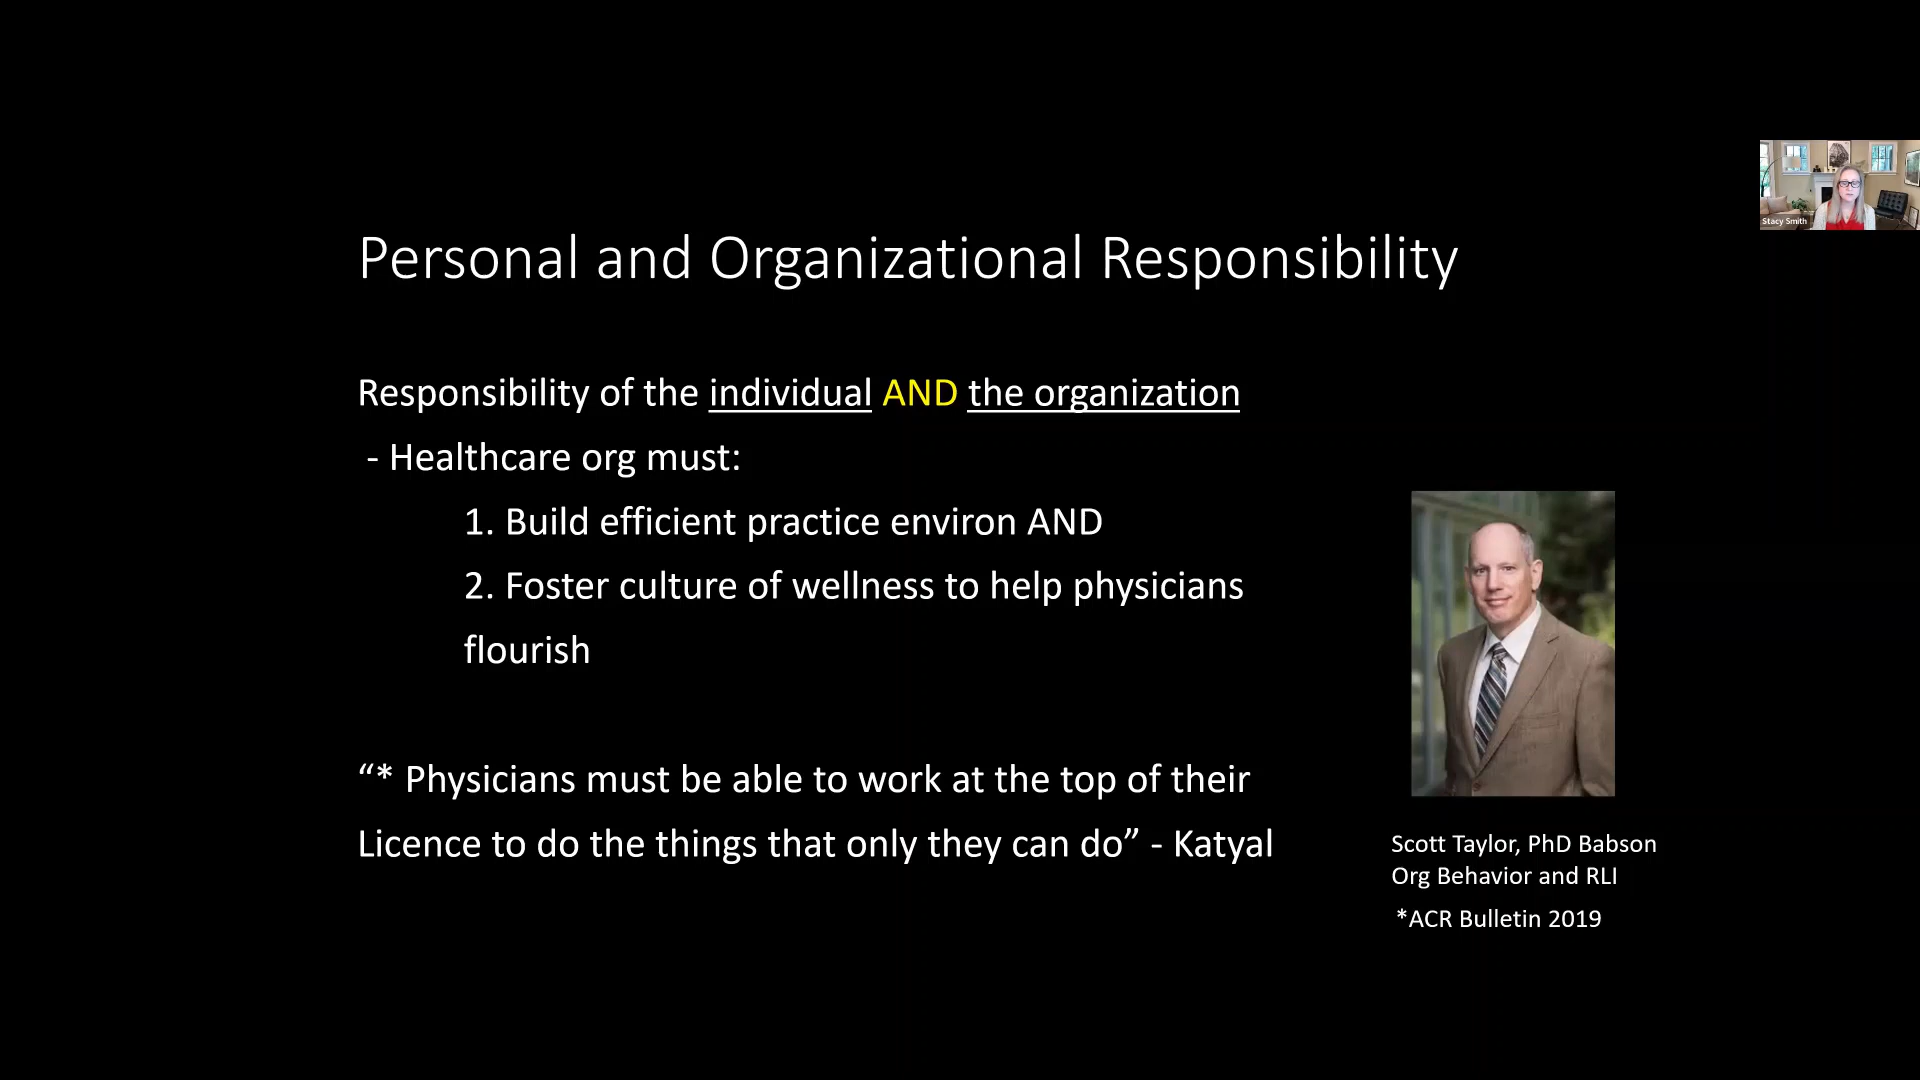 Stacy Smith
Personal and Organizational Responsibility
Responsibility of the individual AND the organization
- Healthcare org must:
1. Build efficient practice environ AND
2. Foster culture of wellness to help physicians
flourish
“* Physicians must be able to work at the top of their
Licence to do the things that only they can do” - Katyal
Scott Taylor, PhD Babson
Org Behavior and RLI
*ACR Bulletin 2019